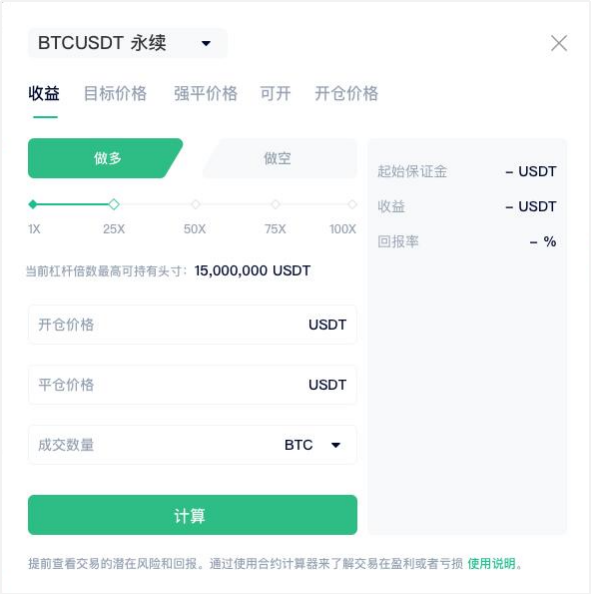 BTCUSDT 永续
收益 目标价格 强平价格 可开 开仓价格
做多 做空
1X 25X 50X 75X 100X
当前杠杆倍数最高可持有头寸: 15,000,000 USDT
开仓价格 USDT
平仓价格 USDT
成交数量 BTC
计算
起始保证金 – USDT
收益 – USDT
回报率 – %
提前查看交易的潜在风险和回报。通过使用合约计算器来了解交易在盈利或者亏损 使用说明。